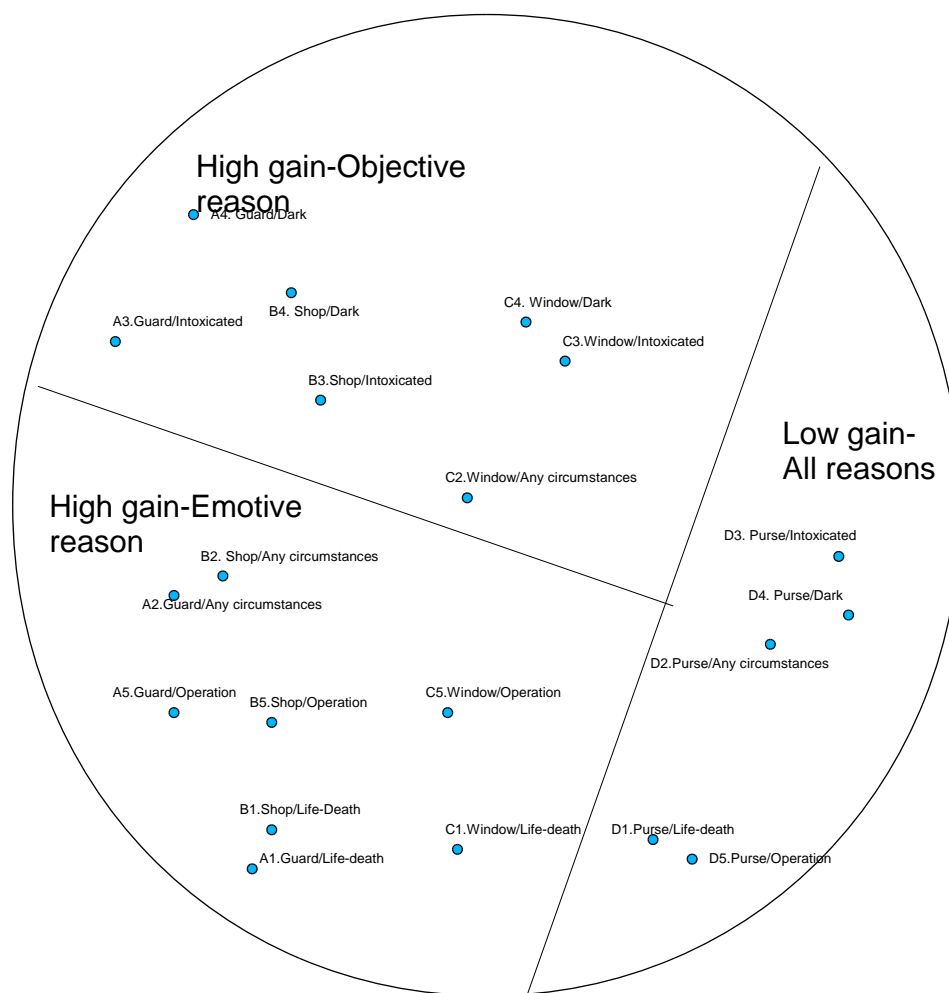 High gain-Objective
reason
A4. Guard/Dark
B4. Shop/Dark
C4. Window/Dark
A3.Guard/Intoxicated
C3.Window/Intoxicated
B3.Shop/Intoxicated
Low gain-
All reasons
C2.Window/Any circumstances
High gain-Emotive
reason
D3. Purse/Intoxicated
B2. Shop/Any circumstances
D4. Purse/Dark
A2.Guard/Any circumstances
D2.Purse/Any circumstances
A5.Guard/Operation
B5.Shop/Operation
C5.Window/Operation
B1.Shop/Life-Death
C1.Window/Life-death
D1.Purse/Life-death
A1.Guard/Life-death
D5.Purse/Operation